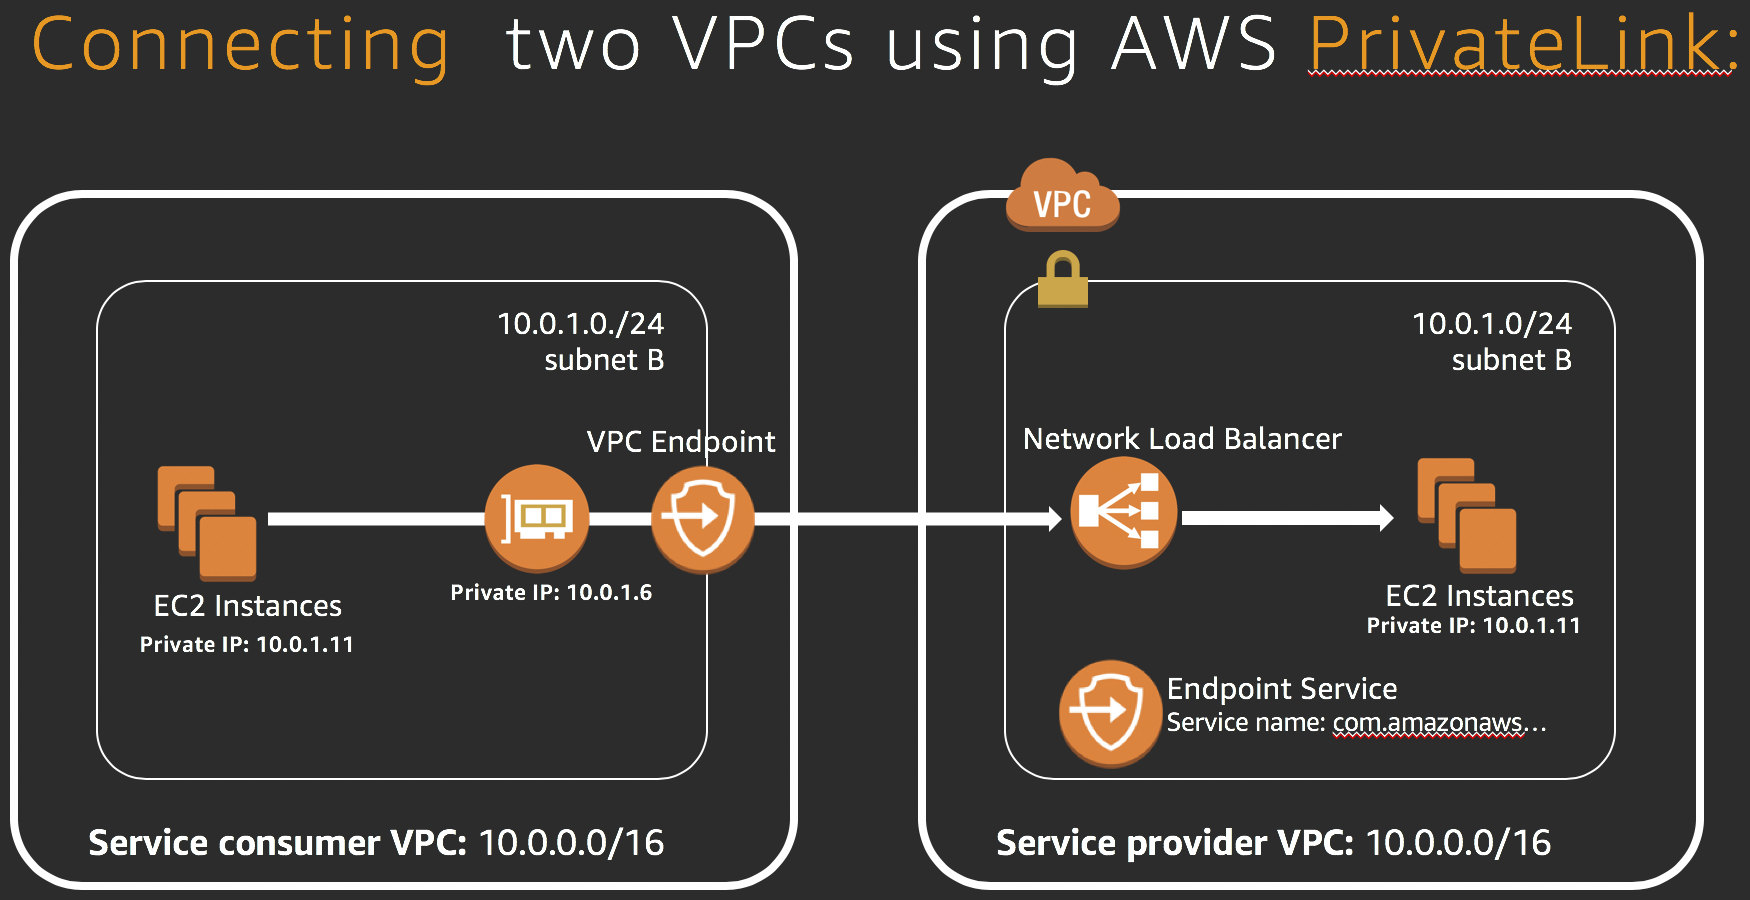 Connecting two VPCs using AWS PrivateLink:
VPC
10.0.1.0./24
subnet B
VPC Endpoint
EC2 Instances
Private IP: 10.0.1.11
Private IP: 10.0.1.6
Service consumer VPC: 10.0.0.0/16
10.0.1.0/24
subnet B
Network Load Balancer
EC2 Instances
Private IP: 10.0.1.11
Endpoint Service
Service name: com.amazonaws...
Service provider VPC: 10.0.0.0/16